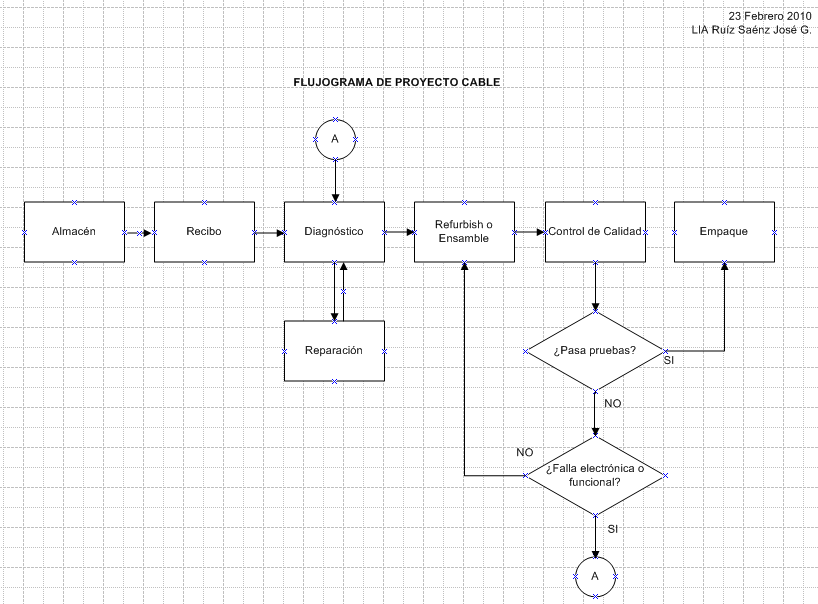 23 Febrero 2010
LIA Ruíz Saénz José G.
FLUJOGRAMA DE PROYECTO CABLE
A
Almacén
Recibo
Diagnóstico
Refurbish o
Ensamble
Control de Calidad
Empaque
Reparación
¿Pasa pruebas?
SI
NO
NO
¿Falla electrónica o
funcional?
SI
A